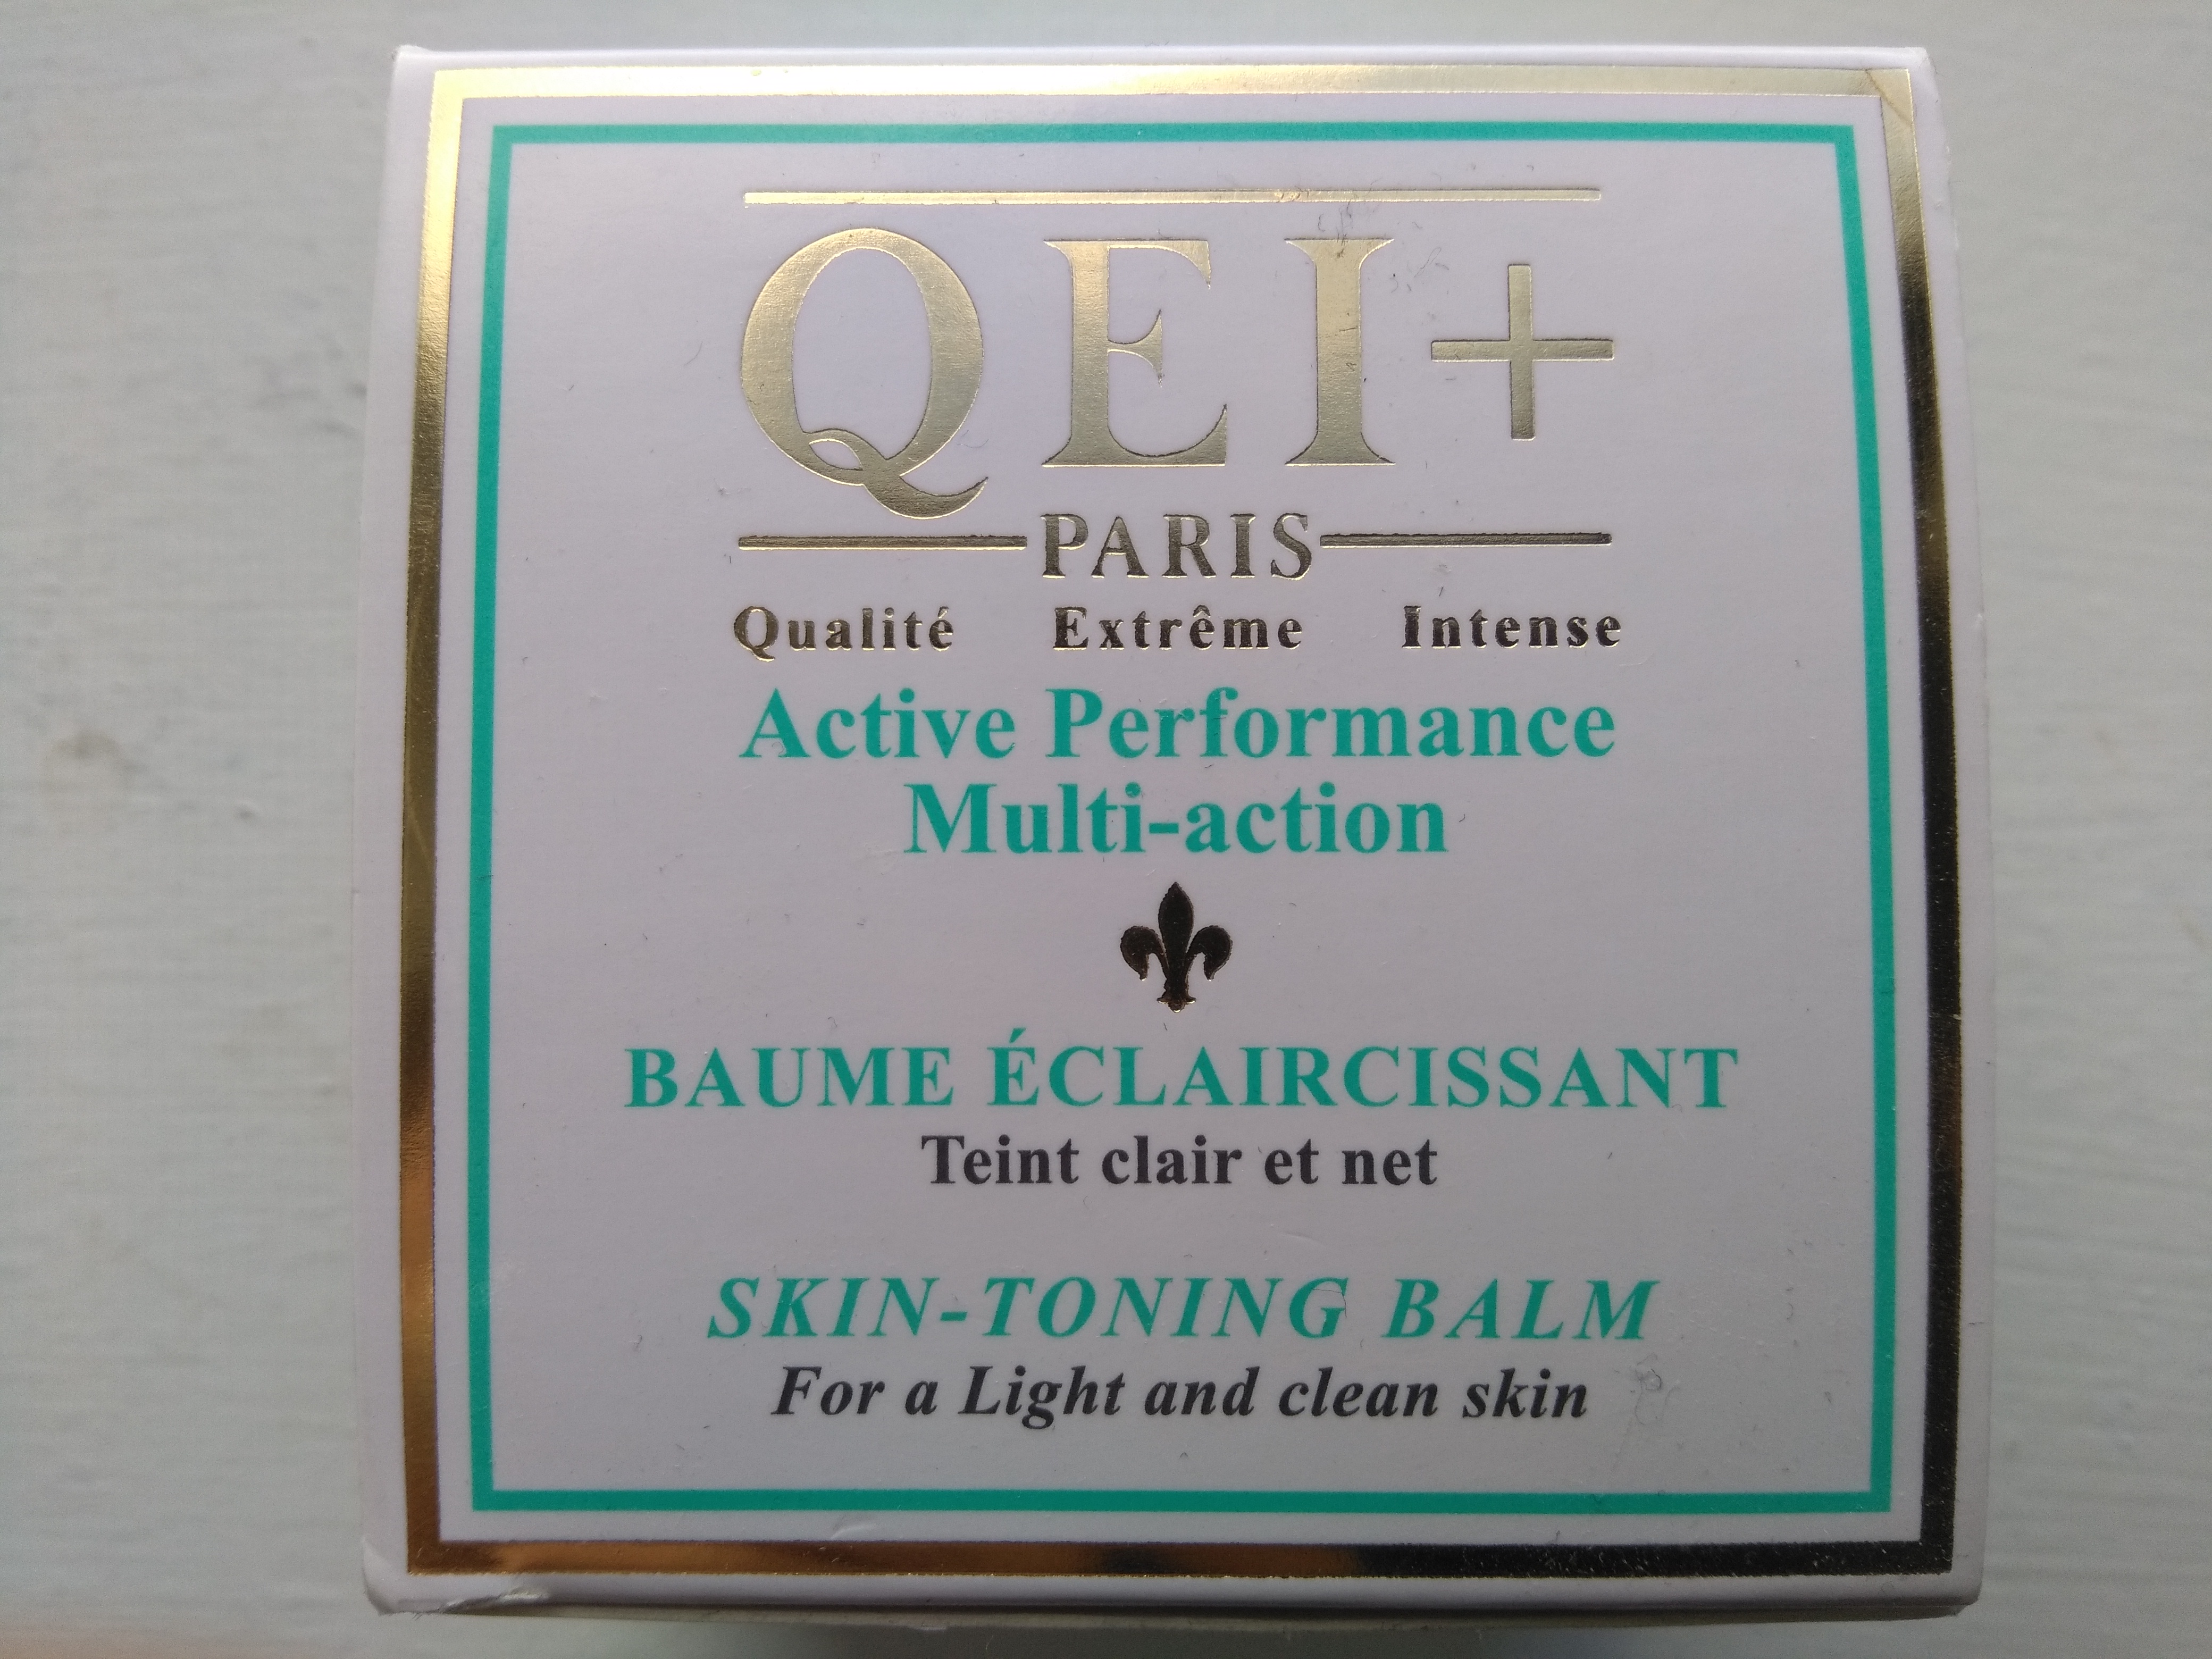 QEI+
PARIS
Qualité Extrême Intense
Active Performance
Multi-action
BAUME ÉCLAIRCISSANT
Teint clair et net
SKIN-TONING BALM
For a Light and clean skin